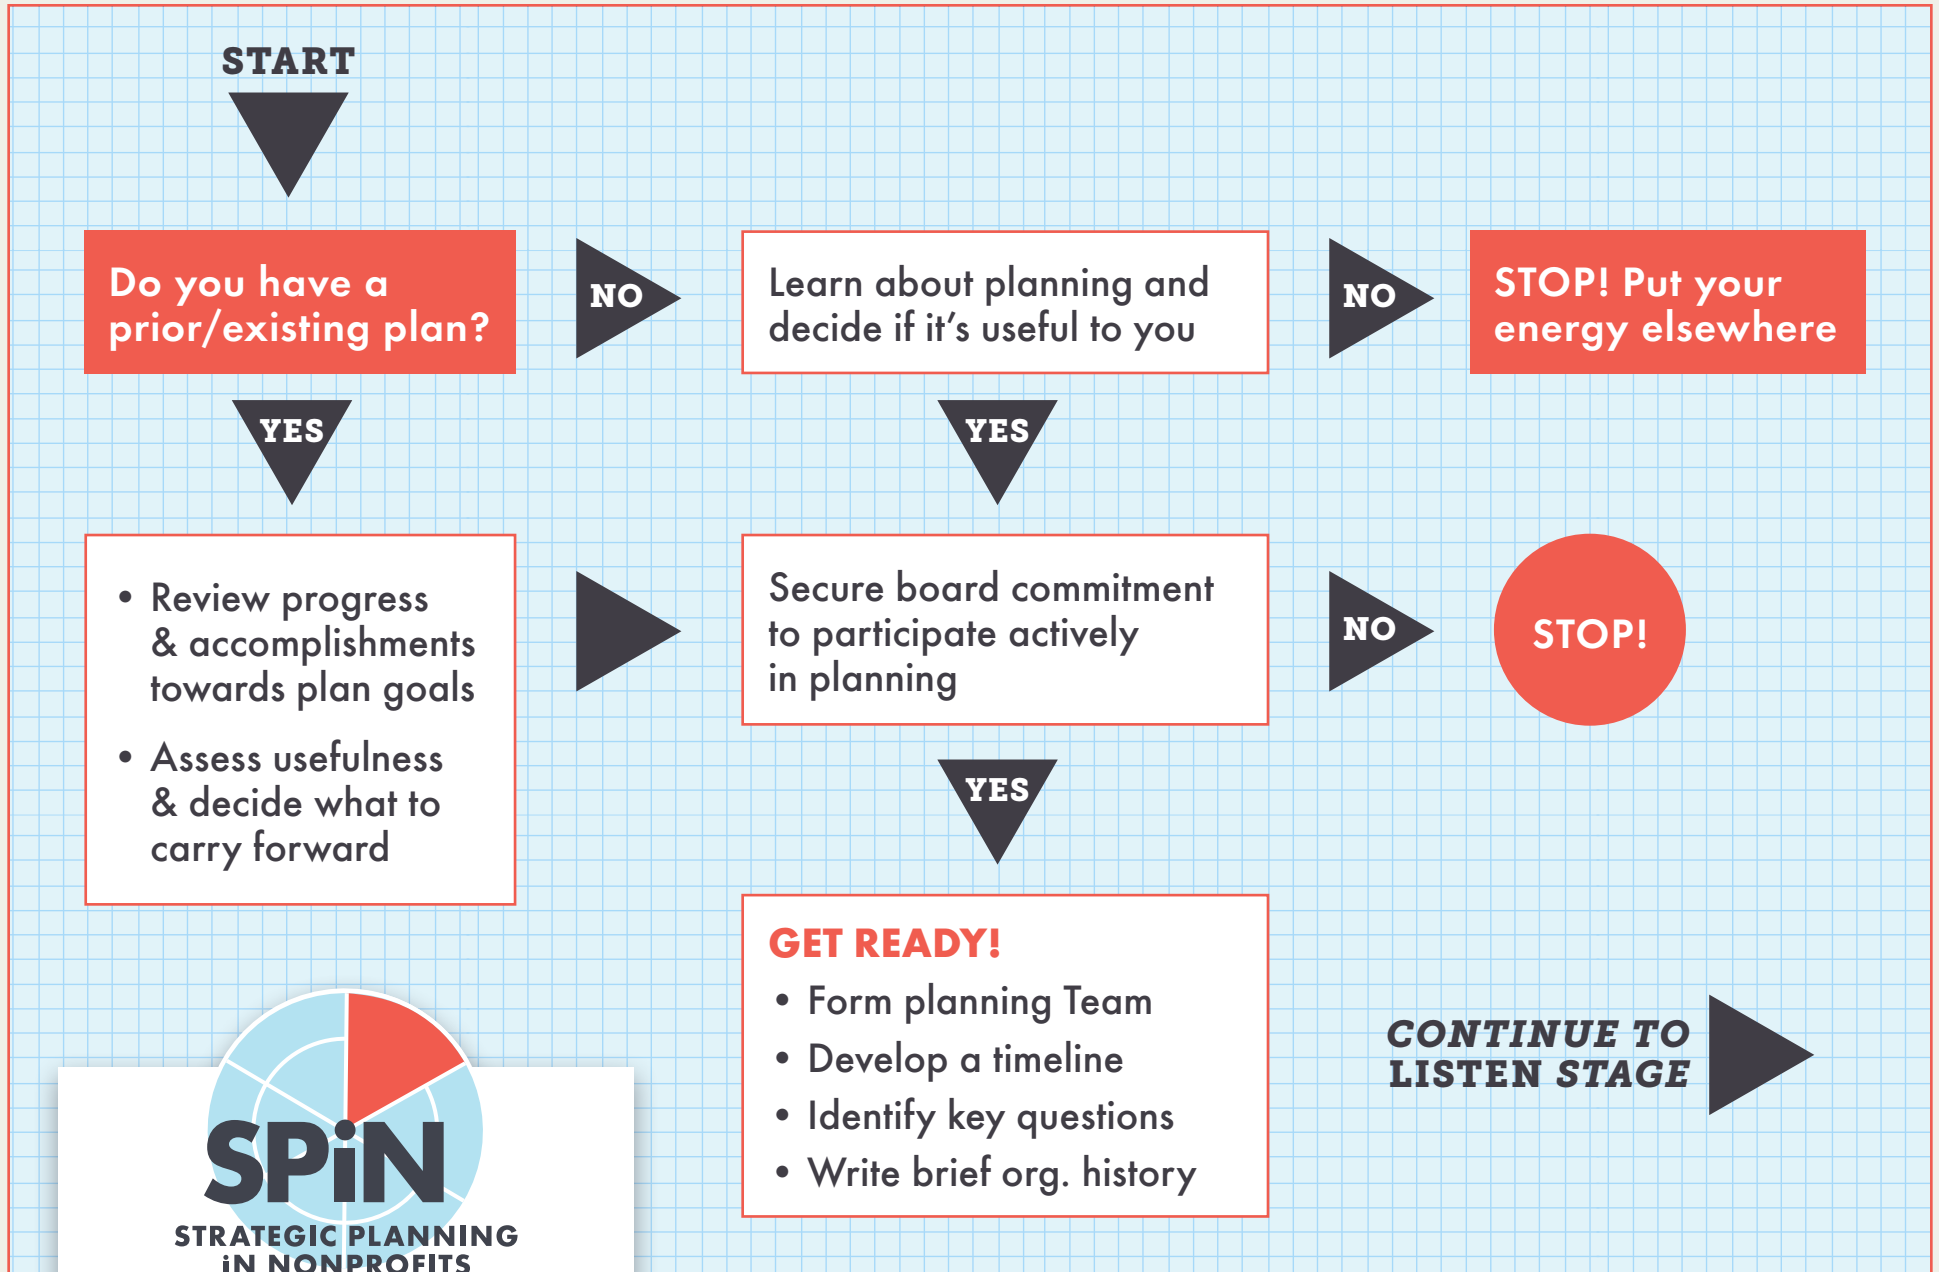 START
Do you have a
prior/existing plan?
NO
Learn about planning and
decide if it's useful to you
NO
STOP! Put your
energy elsewhere
YES
YES
• Review progress
& accomplishments
towards plan goals
• Assess usefulness
& decide what to
carry forward
Secure board commitment
to participate actively
in planning
NO
STOP!
YES
GET READY!
• Form planning Team
• Develop a timeline
• Identify key questions
• Write brief org. history
CONTINUE TO
LISTEN STAGE
SPiN
STRATEGIC PLANNING
iN NONPROFITS